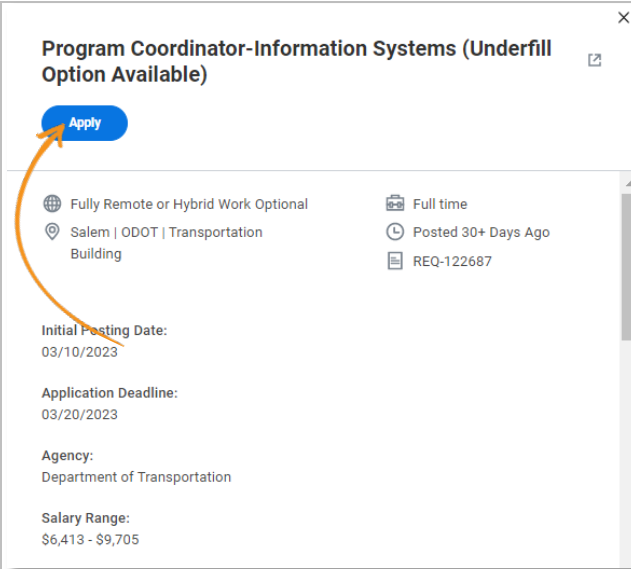 Program Coordinator-Information Systems (Underfill
Option Available)
Apply
Fully Remote or Hybrid Work Optional
Full time
Salem | ODOT | Transportation
Building
Posted 30+ Days Ago
REQ-122687
Initial Posting Date:
03/10/2023
Application Deadline:
03/20/2023
Agency:
Department of Transportation
Salary Range:
$6,413 - $9,705